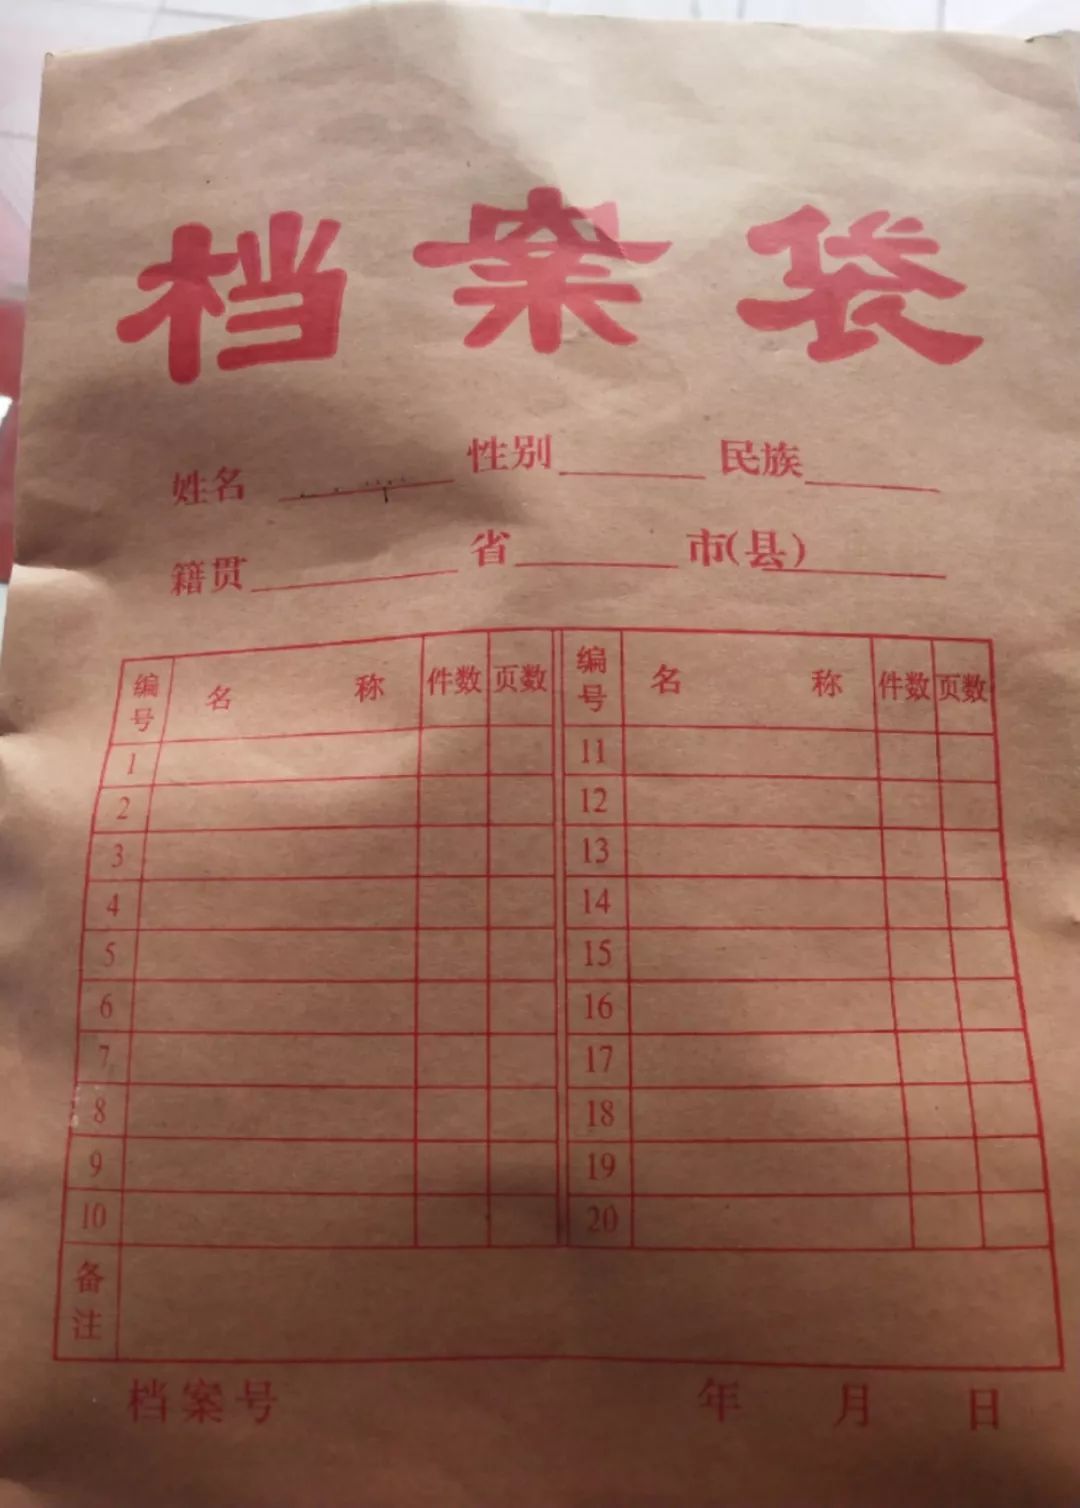 档案袋
姓名 性别 民族
籍贯 省 市(县)
编号 名称 件数 页数 编号 名称 件数 页数
1 11
2 12
3 13
4 14
5 15
6 16
7 17
8 18
9 19
10 20
备注
档案号 年 月 日